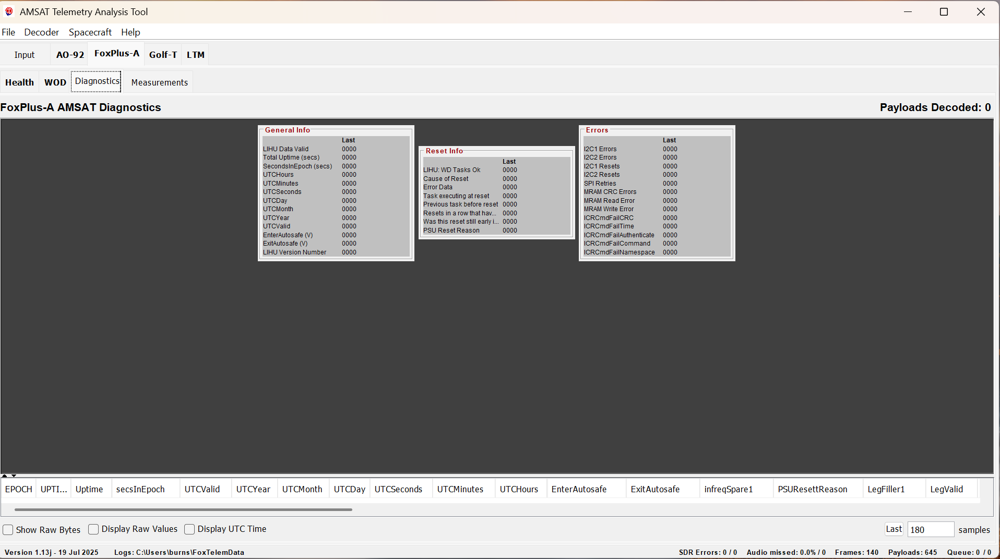 AMSAT Telemetry Analysis Tool
File Decoder Spacecraft Help
Input AO-92 FoxPlus-A Golf-T LTM
Health WOD Diagnostics Measurements
FoxPlus-A AMSAT Diagnostics
Payloads Decoded: 0
General Info
Last
LIHU Data Valid 0000
Total Uptime (secs) 0000
SecondsInEpoch (secs) 0000
UTCHours 0000
UTCMinutes 0000
UTCSeconds 0000
UTCDay 0000
UTCMonth 0000
UTCYear 0000
UTCValid 0000
EnterAutosafe (V) 0000
ExitAutosafe (V) 0000
LIHU Version Number 0000
Reset Info
Last
LIHU: WD Tasks Ok 0000
Cause of Reset 0000
Error Data 0000
Task executing at reset 0000
Previous task before reset 0000
Resets in a row that hav... 0000
Was this reset still early i... 0000
PSU Reset Reason 0000
Errors
Last
I2C1 Errors 0000
I2C2 Errors 0000
I2C1 Resets 0000
I2C2 Resets 0000
SPI Retries 0000
MRAM CRC Errors 0000
MRAM Read Error 0000
MRAM Write Error 0000
ICRCmdFailCRC 0000
ICRCmdFailTime 0000
ICRCmdFailAuthenticate 0000
ICRCmdFailCommand 0000
ICRCmdFailNamespace 0000
EPOCH UPTI... Uptime secsInEpoch UTCValid UTCYear UTCMonth UTCDay UTCSeconds UTCMinutes UTCHours EnterAutosafe ExitAutosafe infreqSpare1 PSUResettReason LegFiller1 LegValid
Show Raw Bytes Display Raw Values Display UTC Time Last 180 samples
Version 1.13j - 19 Jul 2025 Logs: C:\Users\burns\FoxTelemData SDR Errors: 0 / 0 Audio missed: 0.0% / 0 Frames: 140 Payloads: 645 Queue: 0 / 0